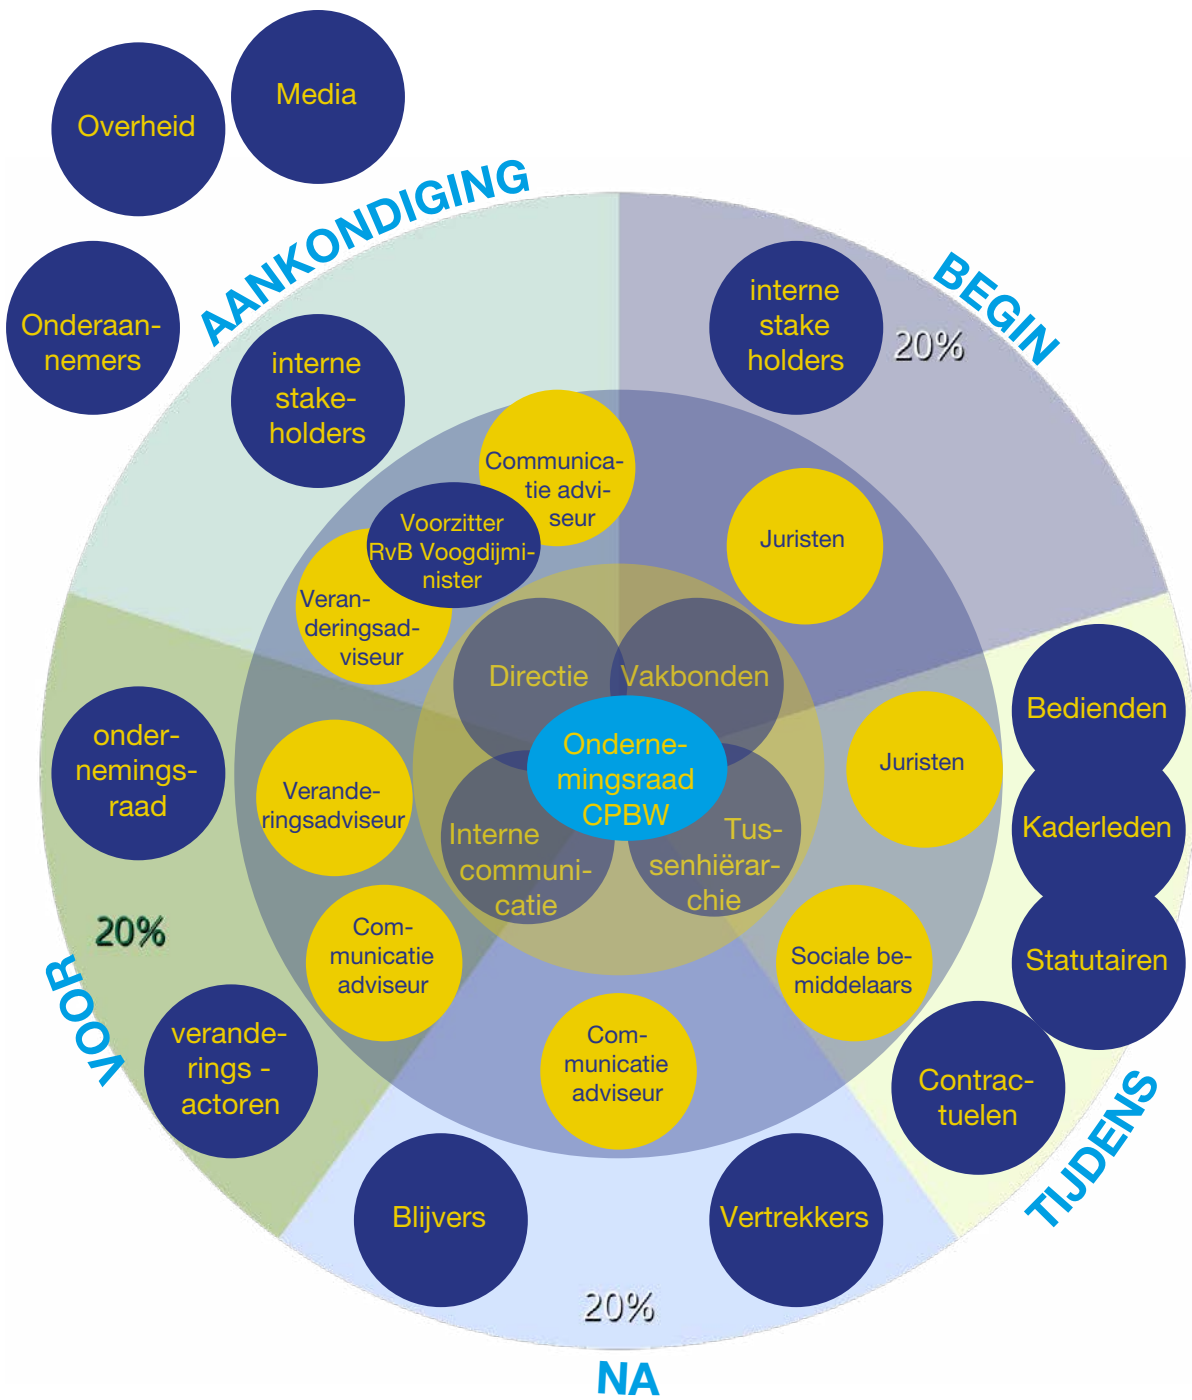 Media
Overheid
AANKONDIGING
BEGIN
Onderaan-
nemers
interne
stake-
holders
interne
stake
holders
20%
Communica-
tie advi-
seur
Voorzitter
RvB Voogdijmi-
nister
Veran-
deringsad-
viseur
Juristen
Directie
Vakbonden
Onderne-
mingsraad
CPBW
Interne
communi-
catie
Tus-
senhiërar-
chie
onder-
nemings-
raad
Verande-
ringsadviseur
Juristen
Bedienden
Kaderleden
Statutairen
20%
VOOR
Com-
municatie
adviseur
Sociale be-
middelaars
verande-
rings -
actoren
Com-
municatie
adviseur
Contrac-
tuelen
TIJDENS
Blijvers
Vertrekkers
20%
NA